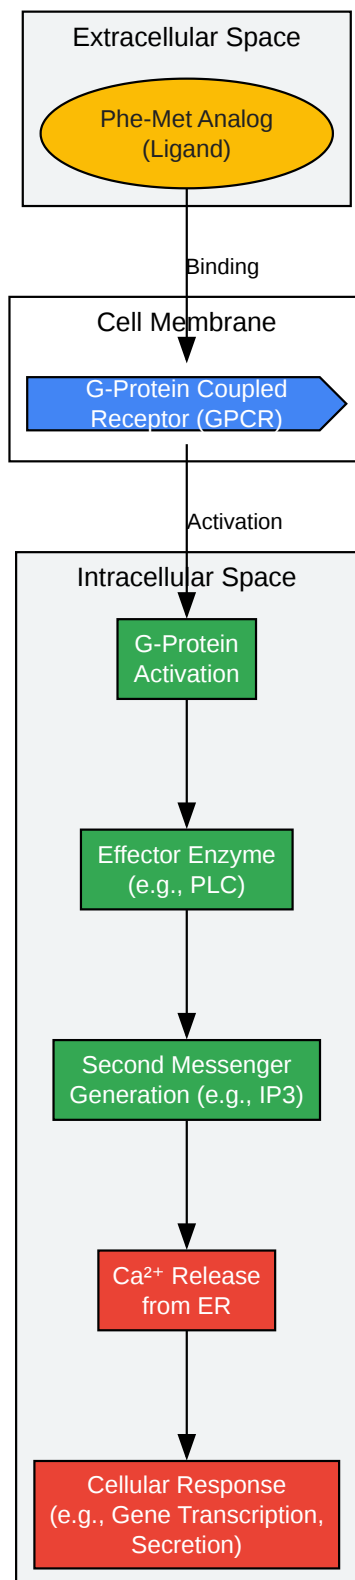 Extracellular Space
Phe-Met Analog
(Ligand)
Binding
Cell Membrane
G-Protein Coupled
Receptor (GPCR)
Activation
Intracellular Space
G-Protein
Activation
Effector Enzyme
(e.g., PLC)
Second Messenger
Generation (e.g., IP3)
Ca²⁺ Release
from ER
Cellular Response
(e.g., Gene Transcription,
Secretion)